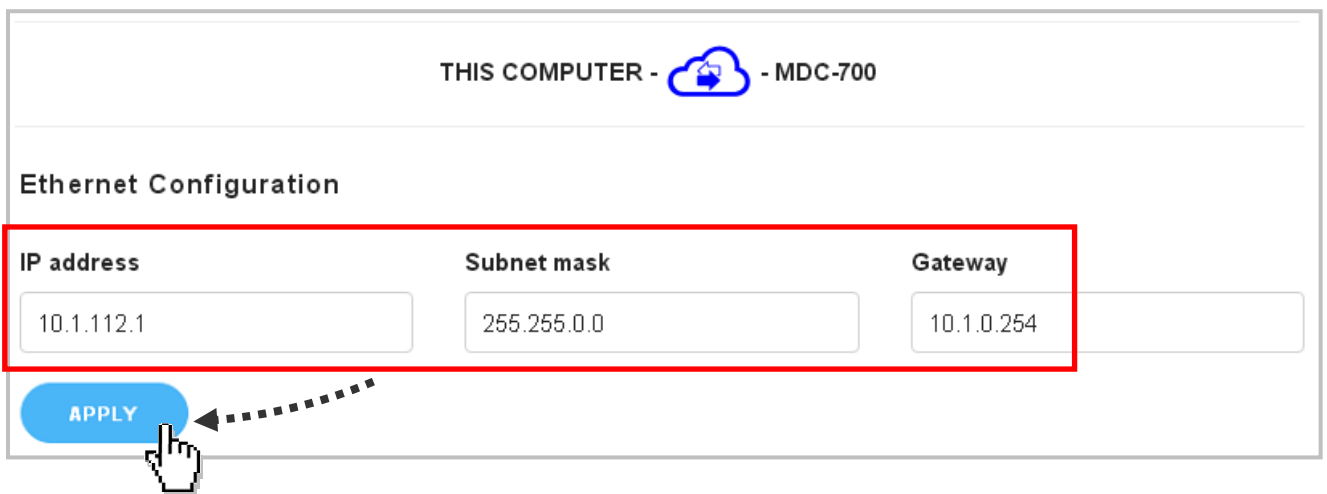 THIS COMPUTER - - MDC-700
Ethernet Configuration
IP address Subnet mask Gateway
10.1.112.1 255.255.0.0 10.1.0.254
APPLY